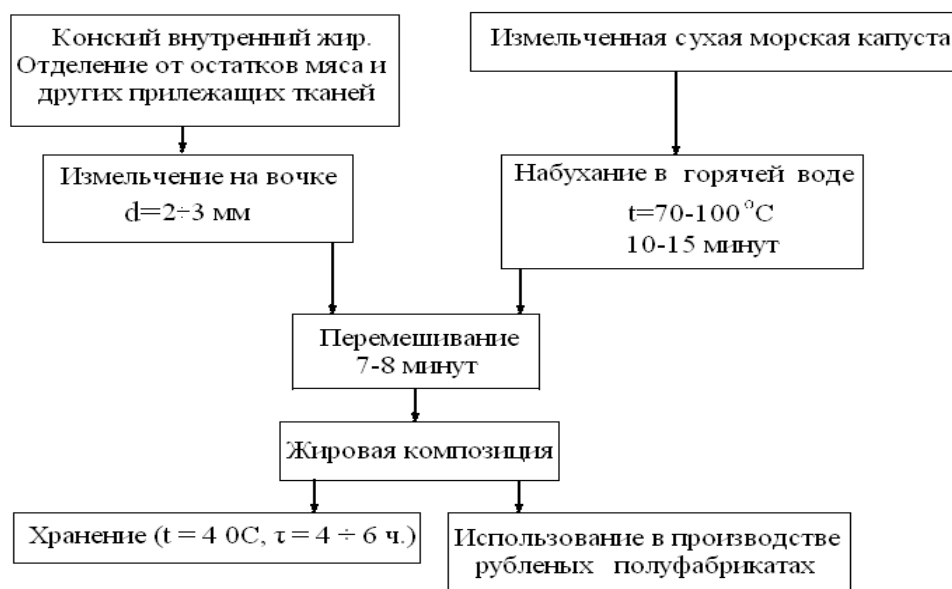 Конский внутренний жир.
Отделение от остатков мяса и
других прилежащих тканей
Измельченная сухая морская капуста
Измельчение на вочке
d=2÷3 мм
Набухание в горячей воде
t=70-100 °С
10-15 минут
Перемешивание
7-8 минут
Жировая композиция
Хранение (t = 4 0С, τ = 4 ÷ 6 ч.)
Использование в производстве
рубленых полуфабрикатах